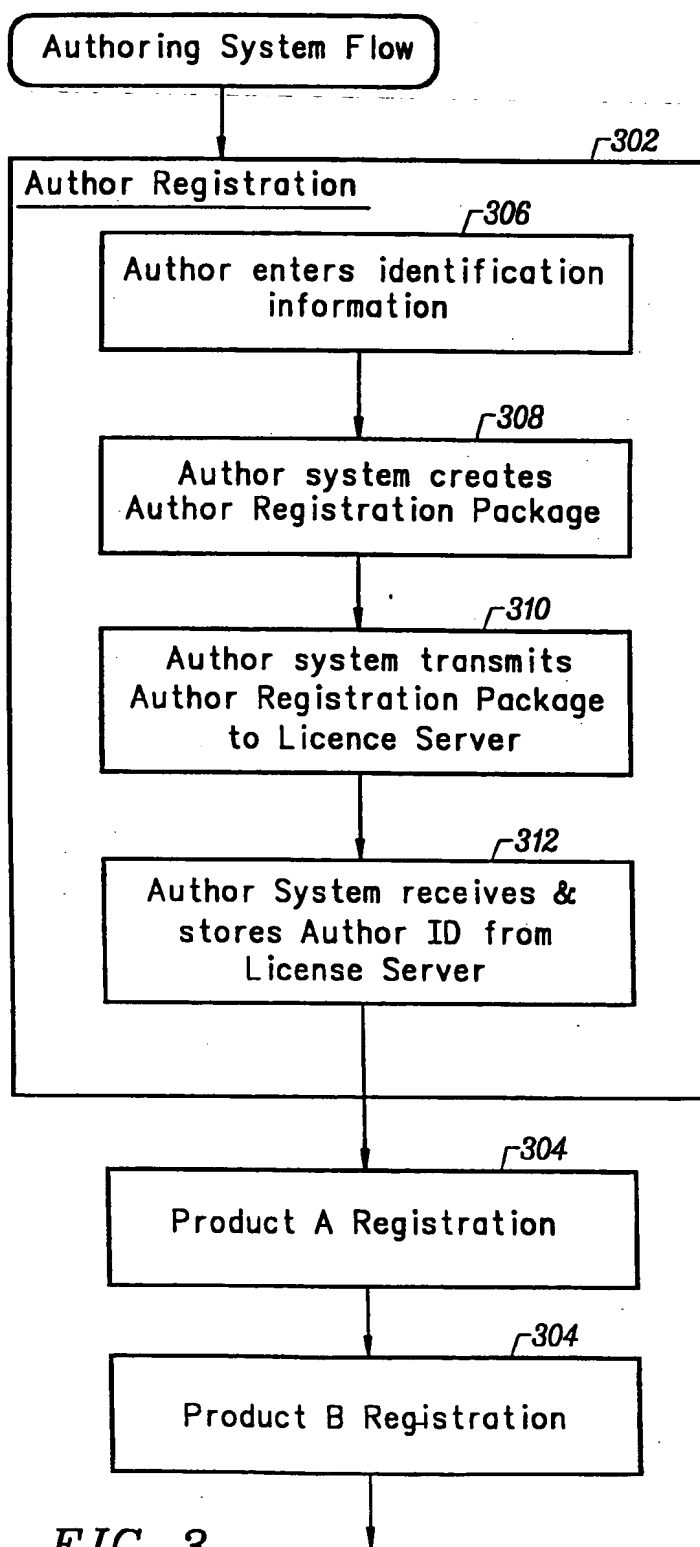 Authoring System Flow
302
Author Registration
306
Author enters identification
information
308
Author system creates
Author Registration Package
310
Author system transmits
Author Registration Package
to Licence Server
312
Author System receives &
stores Author ID from
License Server
304
Product A Registration
304
Product B Registration
FIG. 3